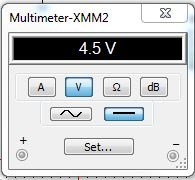 Multimeter-XMM2
4.5 V
A V Ω dB
+ Set... −